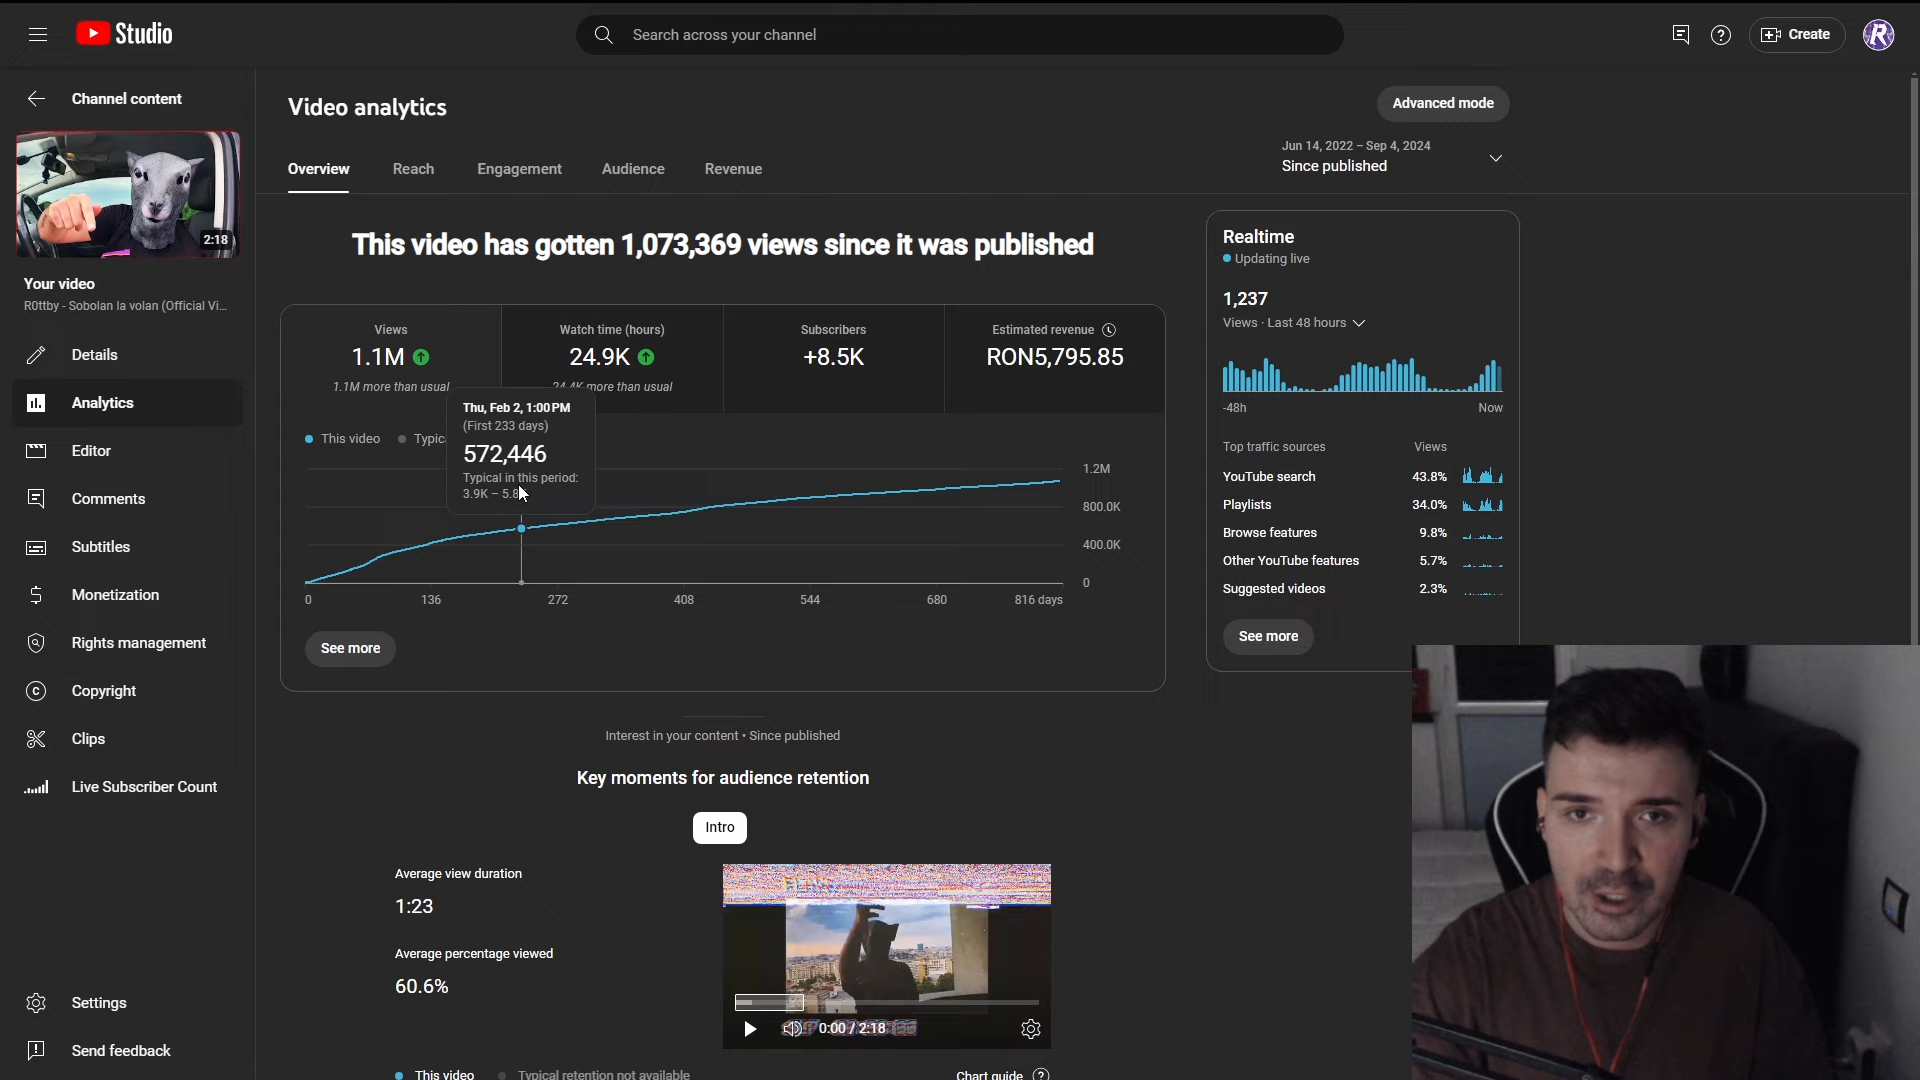 Studio
Search across your channel
Create
Channel content
2:18
Your video
R0ttby - Sobolan la volan (Official Vi...
Details
Analytics
Editor
Comments
Subtitles
Monetization
Rights management
Copyright
Clips
Live Subscriber Count
Settings
Send feedback
Video analytics
Advanced mode
Jun 14, 2022 – Sep 4, 2024
Since published
Overview
Reach
Engagement
Audience
Revenue
This video has gotten 1,073,369 views since it was published
Views
1.1M
1.1M more than usual
Watch time (hours)
24.9K
24.4K more than usual
Subscribers
+8.5K
Estimated revenue
RON5,795.85
This video
Thu, Feb 2, 1:00 PM
(First 233 days)
572,446
Typical in this period:
3.9K – 5.8
1.2M
800.0K
400.0K
0
0 136 272 408 544 680 816 days
See more
Realtime
Updating live
1,237
Views · Last 48 hours
-48h Now
Top traffic sources Views
YouTube search 43.8%
Playlists 34.0%
Browse features 9.8%
Other YouTube features 5.7%
Suggested videos 2.3%
See more
Interest in your content • Since published
Key moments for audience retention
Intro
Average view duration
1:23
Average percentage viewed
60.6%
0:00 / 2:18
This video
Typical retention not available
Chart guide